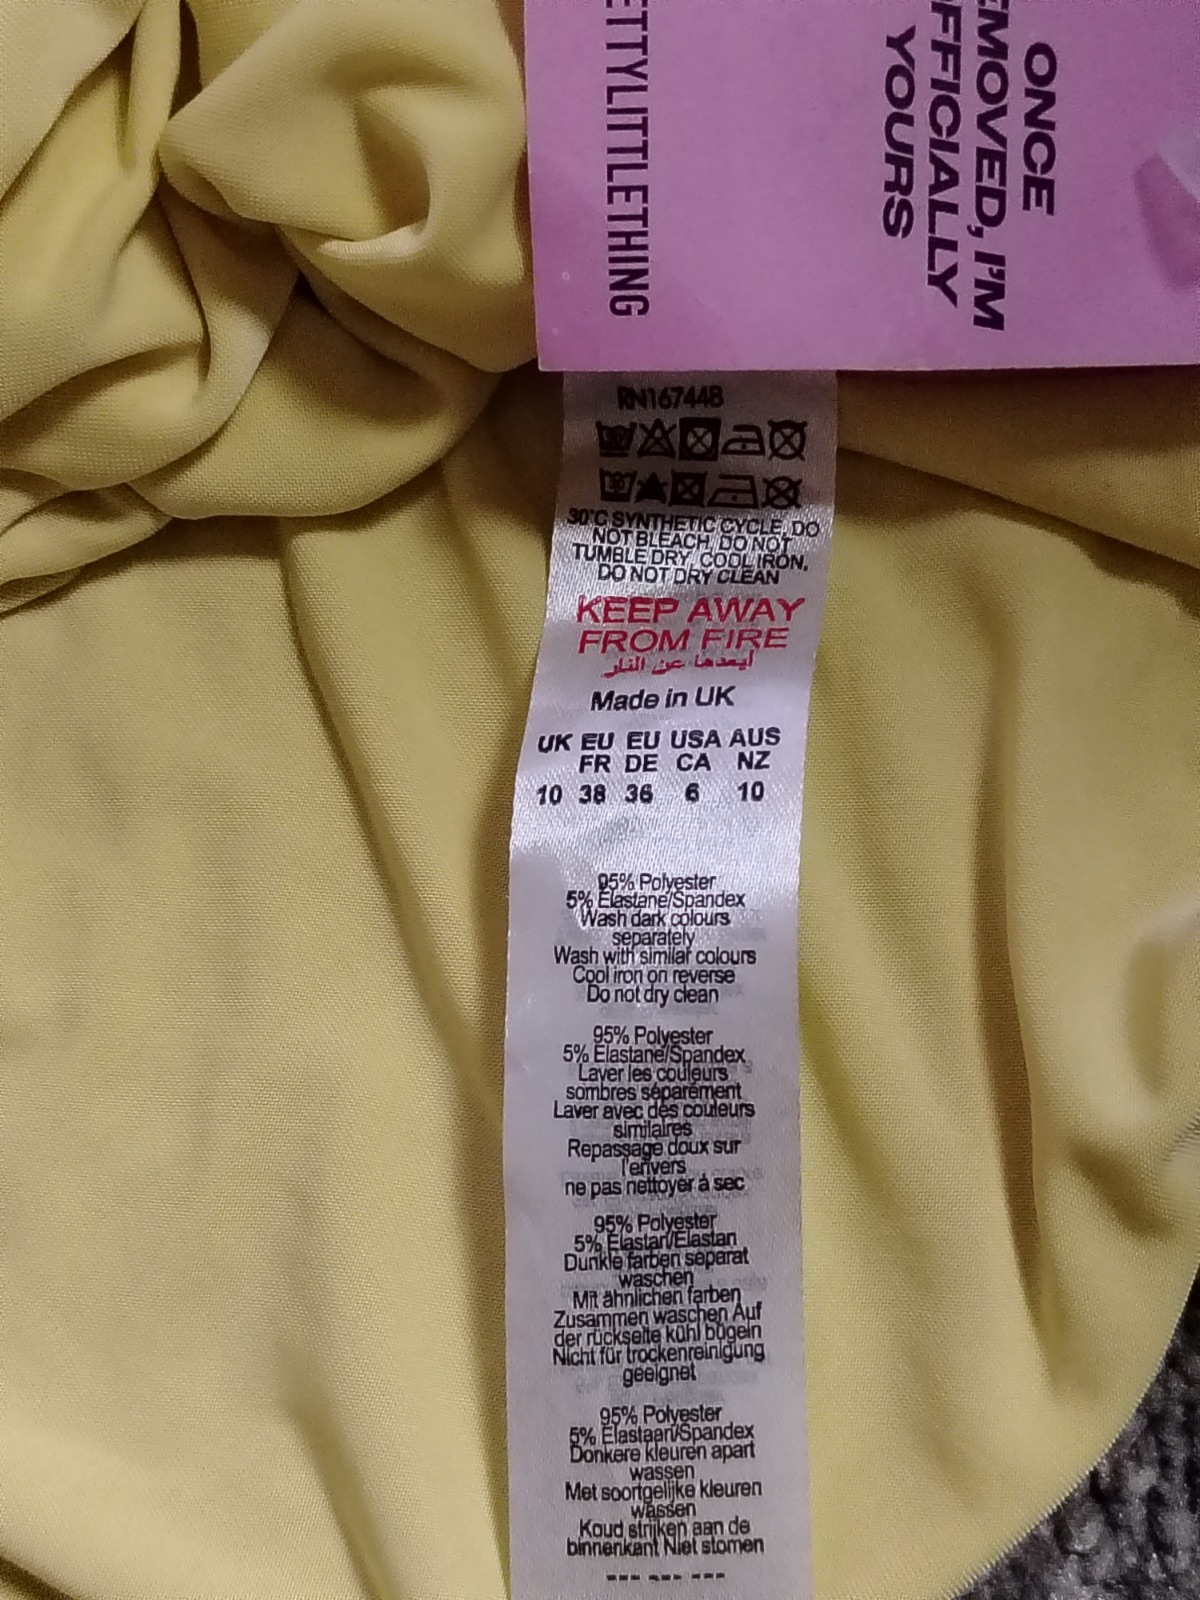 ONCE
EMOVED, I'M
FFICIALLY
YOURS
ETTYLITTLETHING
RN167448
30°C SYNTHETIC CYCLE, DO
NOT BLEACH, DO NOT
TUMBLE DRY, COOL IRON,
DO NOT DRY CLEAN
KEEP AWAY
FROM FIRE
ابعدها عن النار
Made in UK
UK EU EU USA AUS
FR DE CA NZ
10 38 36 6 10
95% Polyester
5% Elastane/Spandex
Wash dark colours
separately
Wash with similar colours
Cool iron on reverse
Do not dry clean
95% Polyester
5% Elastane/Spandex
Laver les couleurs
sombres séparément
Laver avec des couleurs
similaires
Repassage doux sur
l'envers
ne pas nettoyer à sec
95% Polyester
5% Elastan/Elastan
Dunkle farben separat
waschen
Mit ähnlichen farben
Zusammen waschen Auf
der rückseite kühl bügeln
Nicht für trockenreinigung
geeignet
95% Polyester
5% Elastaan/Spandex
Donkere kleuren apart
wassen
Met soortgelijke kleuren
wassen
Koud strijken aan de
binnenkant Niet stomen
--- --- ---